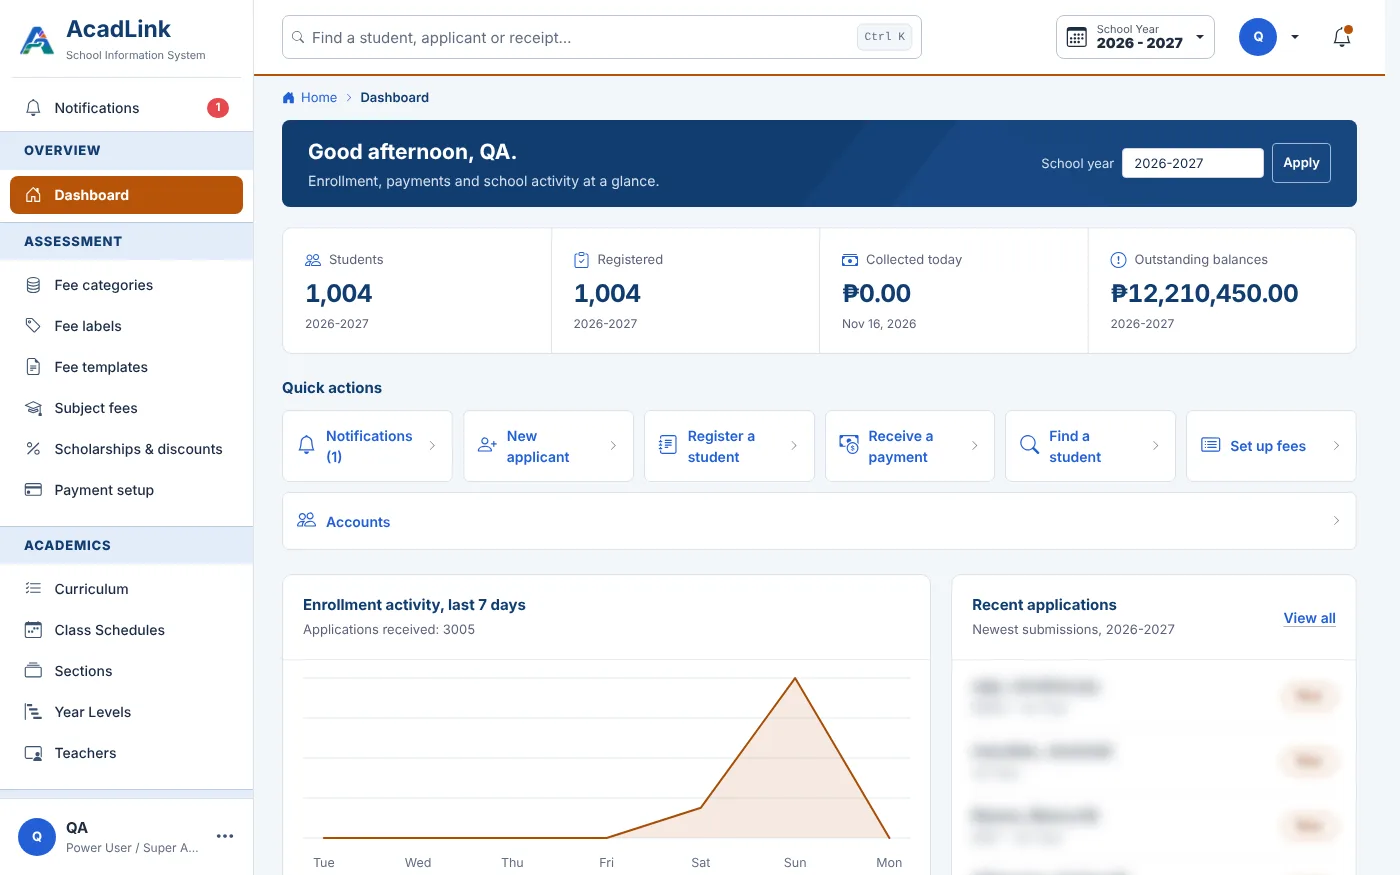 AcadLink
School Information System
Notifications
1
OVERVIEW
Dashboard
ASSESSMENT
Fee categories
Fee labels
Fee templates
Subject fees
Scholarships & discounts
Payment setup
ACADEMICS
Curriculum
Class Schedules
Sections
Year Levels
Teachers
Q
QA
Power User / Super A...
Find a student, applicant or receipt...
Ctrl K
School Year
2026 - 2027
Q
Home
Dashboard
Good afternoon, QA.
Enrollment, payments and school activity at a glance.
School year
2026-2027
Apply
Students
1,004
2026-2027
Registered
1,004
2026-2027
Collected today
₱0.00
Nov 16, 2026
Outstanding balances
₱12,210,450.00
2026-2027
Quick actions
Notifications
(1)
New
applicant
Register a
student
Receive a
payment
Find a
student
Set up fees
Accounts
Enrollment activity, last 7 days
Applications received: 3005
Tue Wed Thu Fri Sat Sun Mon
Recent applications
Newest submissions, 2026-2027
View all